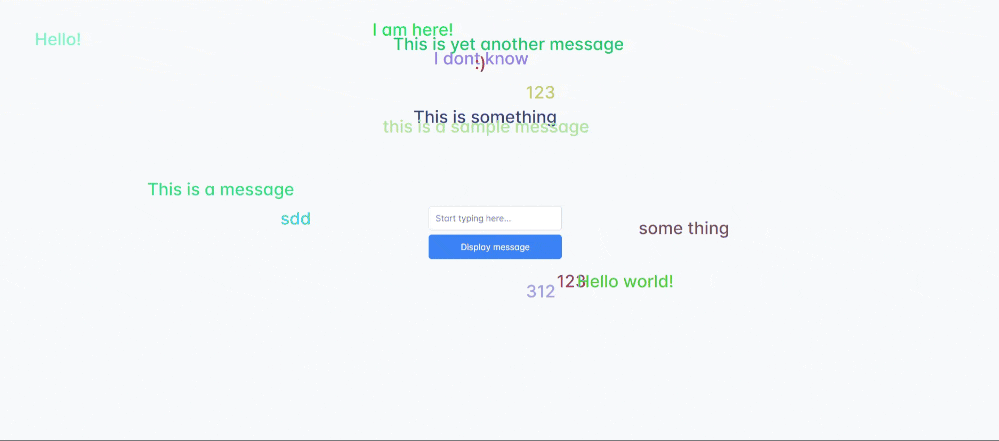 I am here!
Hello!
This is yet another message
I dont know
:)
123
This is something
this is a sample message
This is a message
sdd
Start typing here...
some thing
Display message
123
Hello world!
312